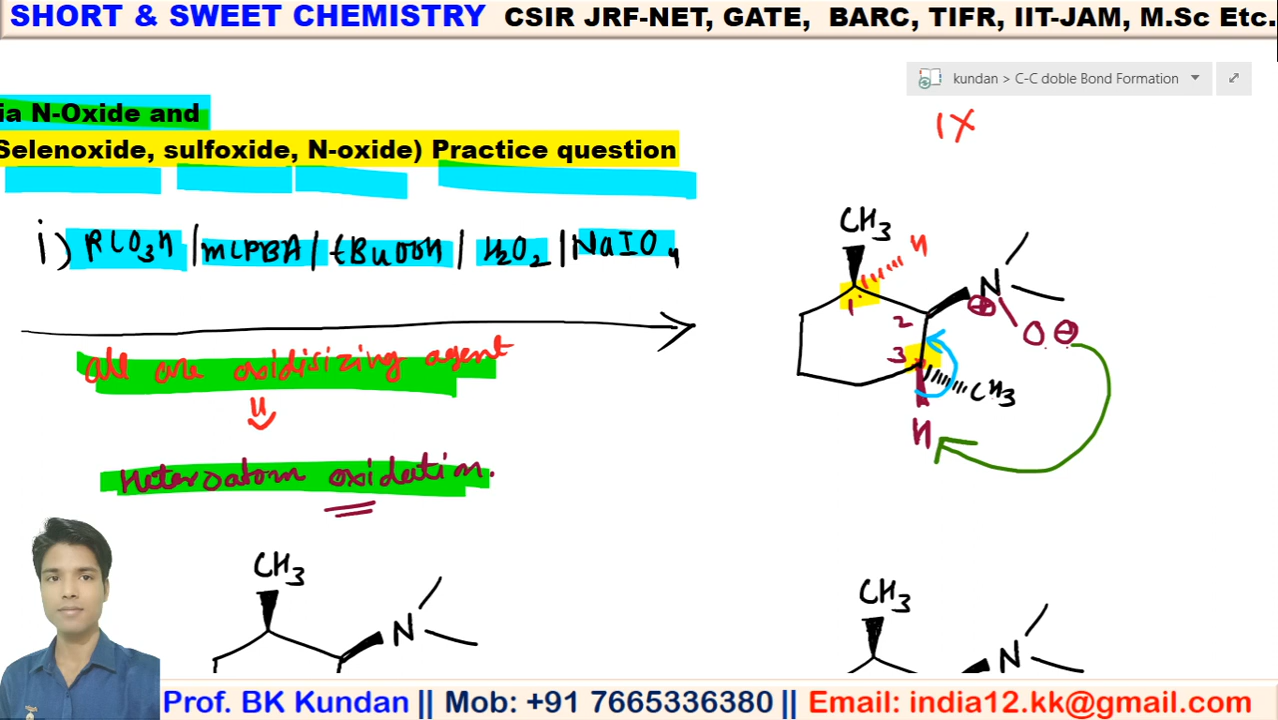 SHORT & SWEET CHEMISTRY CSIR JRF-NET, GATE, BARC, TIFR, IIT-JAM, M.Sc Etc.
kundan > C-C doble Bond Formation
ia N-Oxide and
Selenoxide, sulfoxide, N-oxide) Practice question
1X
i) RCO3H | mCPBA | tBuOOH | H2O2 | NaIO4
All are oxidisizing agent
Heteroatom oxidation.
CH3
H
N
⊕
1
2
O ⊖
3
CH3
H
CH3
N
CH3
N
Prof. BK Kundan || Mob: +91 7665336380 || Email: india12.kk@gmail.com